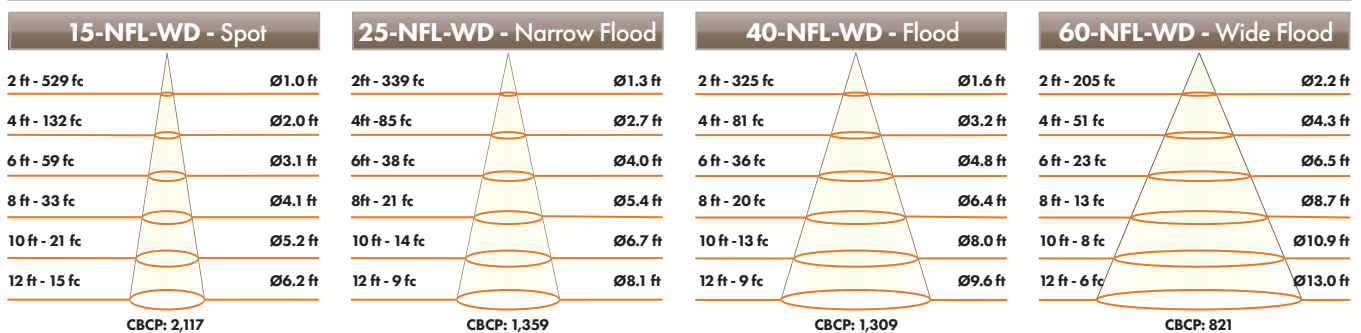 15-NFL-WD - Spot
2 ft - 529 fc Ø1.0 ft
4 ft - 132 fc Ø2.0 ft
6 ft - 59 fc Ø3.1 ft
8 ft - 33 fc Ø4.1 ft
10 ft - 21 fc Ø5.2 ft
12 ft - 15 fc Ø6.2 ft
CBCP: 2,117
25-NFL-WD - Narrow Flood
2ft - 339 fc Ø1.3 ft
4ft -85 fc Ø2.7 ft
6ft - 38 fc Ø4.0 ft
8ft - 21 fc Ø5.4 ft
10 ft - 14 fc Ø6.7 ft
12 ft - 9 fc Ø8.1 ft
CBCP: 1,359
40-NFL-WD - Flood
2 ft - 325 fc Ø1.6 ft
4 ft - 81 fc Ø3.2 ft
6 ft - 36 fc Ø4.8 ft
8 ft - 20 fc Ø6.4 ft
10 ft -13 fc Ø8.0 ft
12 ft - 9 fc Ø9.6 ft
CBCP: 1,309
60-NFL-WD - Wide Flood
2 ft - 205 fc Ø2.2 ft
4 ft - 51 fc Ø4.3 ft
6 ft - 23 fc Ø6.5 ft
8 ft - 13 fc Ø8.7 ft
10 ft - 8 fc Ø10.9 ft
12 ft - 6 fc Ø13.0 ft
CBCP: 821